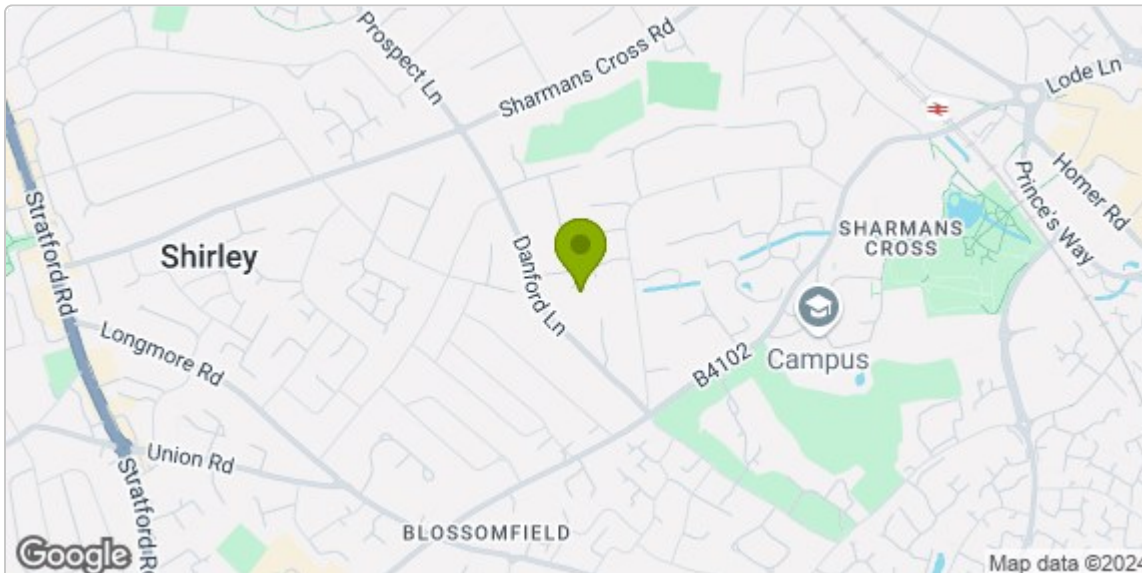 Prospect Ln
Sharmans Cross Rd
Lode Ln
Homer Rd
Prince's Way
Stratford Rd
Shirley
Danford Ln
SHARMANS
CROSS
Longmore Rd
B4102
Campus
Union Rd
Stratford Rd
BLOSSOMFIELD
Google
Map data ©2024